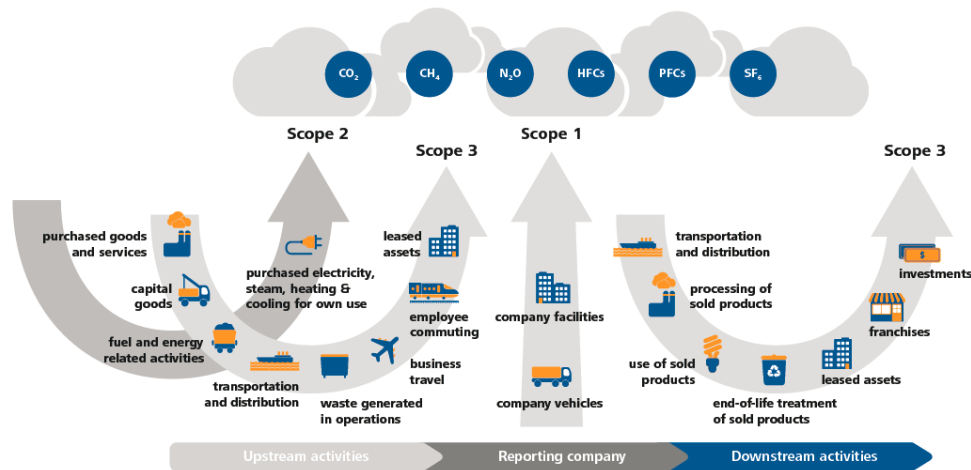 CO₂
CH₄
N₂O
HFCs
PFCs
SF₆
Scope 2
Scope 1
Scope 3
Scope 3
purchased goods
and services
capital
goods
fuel and energy
related activities
transportation
and distribution
waste generated
in operations
business
travel
employee
commuting
leased
assets
purchased electricity,
steam, heating &
cooling for own use
company facilities
company vehicles
transportation
and distribution
processing of
sold products
use of sold
products
end-of-life treatment
of sold products
leased assets
franchises
$
investments
Upstream activities
Reporting company
Downstream activities